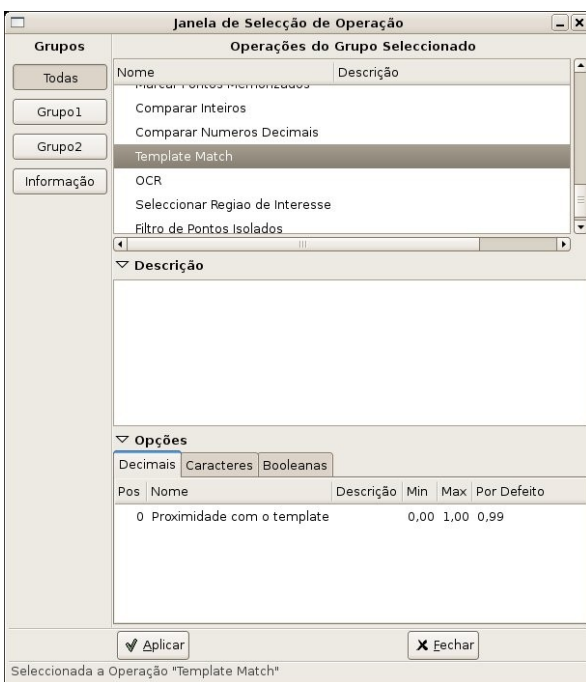 Janela de Selecção de Operação
Grupos
Todas
Grupo1
Grupo2
Informação
Operações do Grupo Seleccionado
Nome Descrição
Marcar Pontos Memorizados
Comparar Inteiros
Comparar Numeros Decimais
Template Match
OCR
Seleccionar Regiao de Interesse
Filtro de Pontos Isolados
Descrição
Opções
Decimais Caracteres Booleanas
Pos Nome Descrição Min Max Por Defeito
0 Proximidade com o template 0,00 1,00 0,99
Aplicar Fechar
Seleccionada a Operação "Template Match"